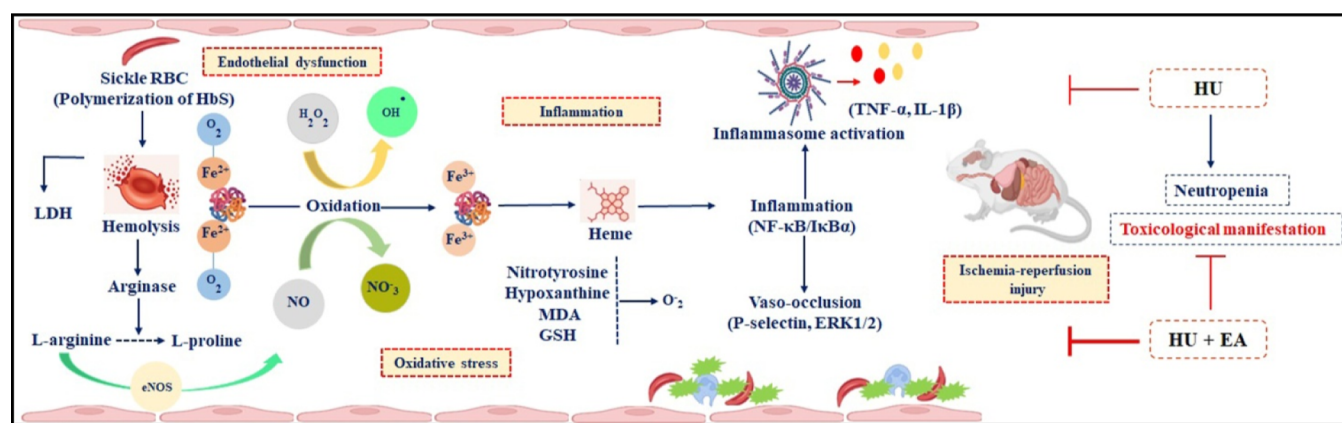 Sickle RBC
(Polymerization of HbS)
LDH
Hemolysis
Arginase
L-arginine
L-proline
eNOS
O2
Fe2+
Fe2+
O2
Endothelial dysfunction
H2O2
OH•
Oxidation
NO
NO-3
Oxidative stress
Inflammation
Fe3+
Fe3+
Heme
Nitrotyrosine
Hypoxanthine
MDA
GSH
O-2
(TNF-α, IL-1β)
Inflammasome activation
Inflammation
(NF-κB/IκBα)
Vaso-occlusion
(P-selectin, ERK1/2)
Ischemia-reperfusion
injury
HU
Neutropenia
Toxicological manifestation
HU + EA